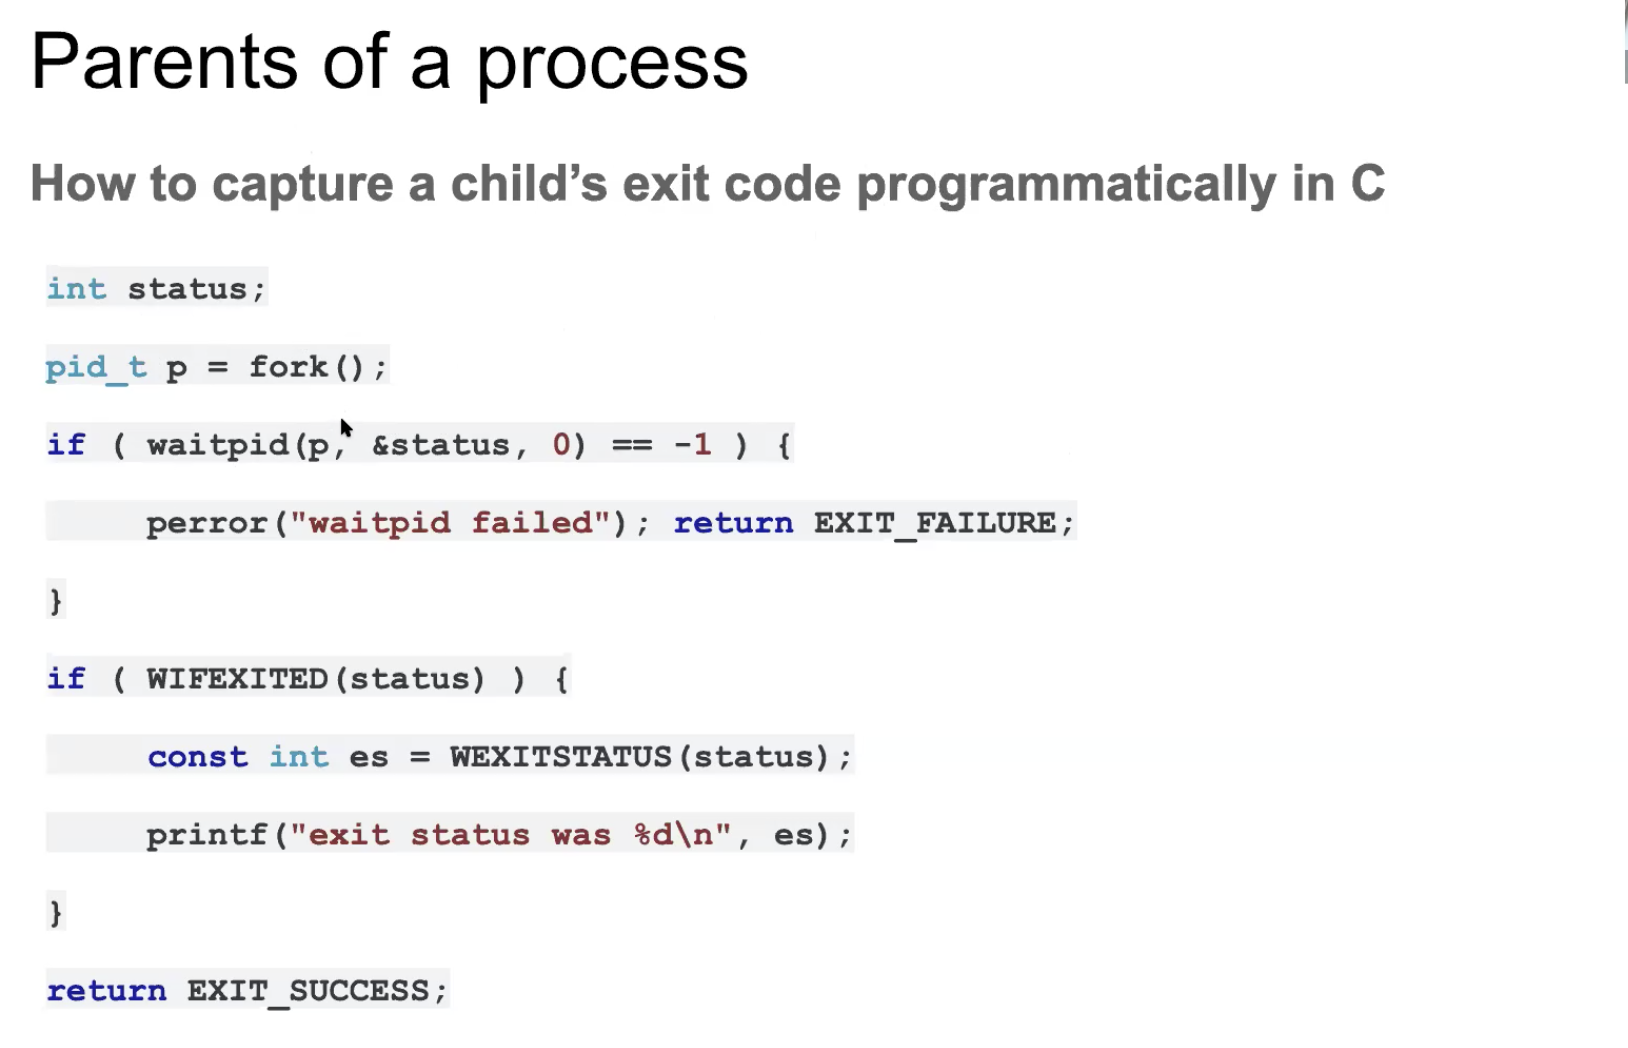 Parents of a process
How to capture a child’s exit code programmatically in C
int status;
pid_t p = fork();
if ( waitpid(p, &status, 0) == -1 ) {
perror("waitpid failed"); return EXIT_FAILURE;
}
if ( WIFEXITED(status) ) {
const int es = WEXITSTATUS(status);
printf("exit status was %d\n", es);
}
return EXIT_SUCCESS;